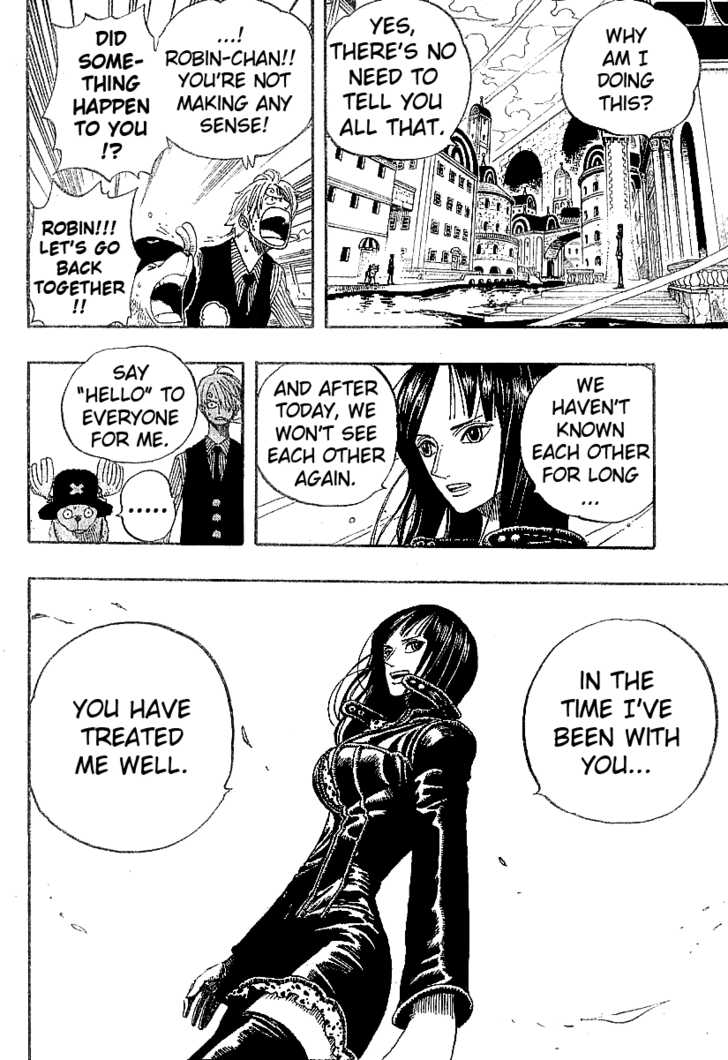 WHY
AM I
DOING
THIS?
YES,
THERE'S NO
NEED TO
TELL YOU
ALL THAT.
...!
ROBIN-CHAN!!
YOU'RE NOT
MAKING ANY
SENSE!
DID
SOME-
THING
HAPPEN
TO YOU
!?
ROBIN!!!
LET'S GO
BACK
TOGETHER
!!
WE
HAVEN'T
KNOWN
EACH OTHER
FOR LONG
...
AND AFTER
TODAY, WE
WON'T SEE
EACH OTHER
AGAIN.
SAY
"HELLO" TO
EVERYONE
FOR ME.
.....
IN THE
TIME I'VE
BEEN WITH
YOU...
YOU HAVE
TREATED
ME WELL.